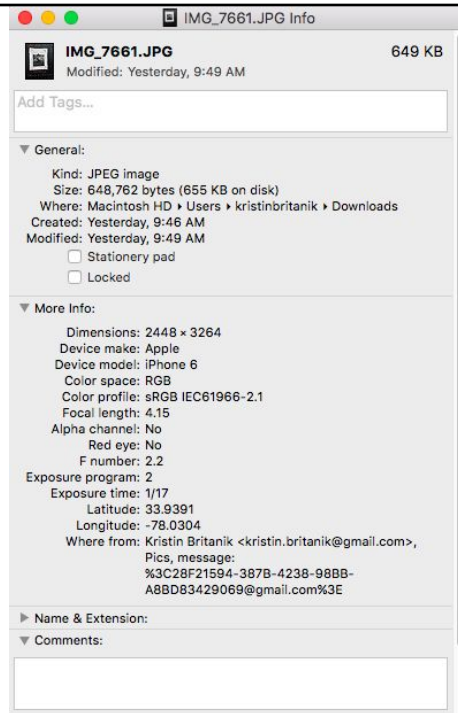 IMG_7661.JPG Info
IMG_7661.JPG 649 KB
Modified: Yesterday, 9:49 AM
Add Tags...
General:
Kind: JPEG image
Size: 648,762 bytes (655 KB on disk)
Where: Macintosh HD ▸ Users ▸ kristinbritanik ▸ Downloads
Created: Yesterday, 9:46 AM
Modified: Yesterday, 9:49 AM
Stationery pad
Locked
More Info:
Dimensions: 2448 × 3264
Device make: Apple
Device model: iPhone 6
Color space: RGB
Color profile: sRGB IEC61966-2.1
Focal length: 4.15
Alpha channel: No
Red eye: No
F number: 2.2
Exposure program: 2
Exposure time: 1/17
Latitude: 33.9391
Longitude: -78.0304
Where from: Kristin Britanik <kristin.britanik@gmail.com>,
Pics, message:
%3C28F21594-387B-4238-98BB-
A8BD83429069@gmail.com%3E
Name & Extension:
Comments: